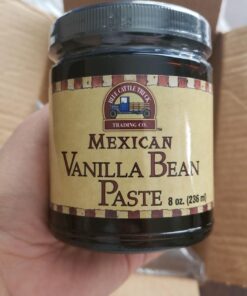 BLUE CATTLE TRUCK
TRADING CO.
MEXICAN
VANILLA BEAN
PASTE
8 oz. (236 ml)